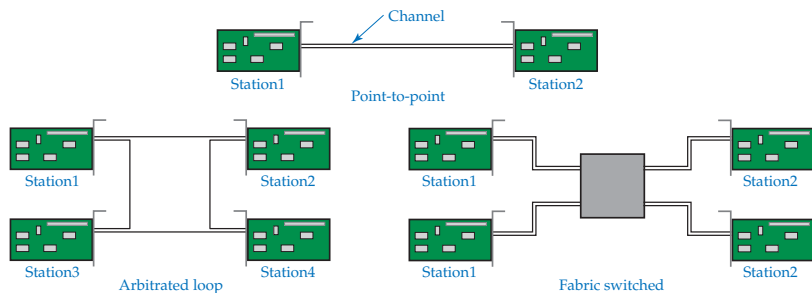 Channel
Station1
Station2
Point-to-point
Station1
Station2
Station1
Station2
Station3
Station4
Station1
Station2
Arbitrated loop
Fabric switched